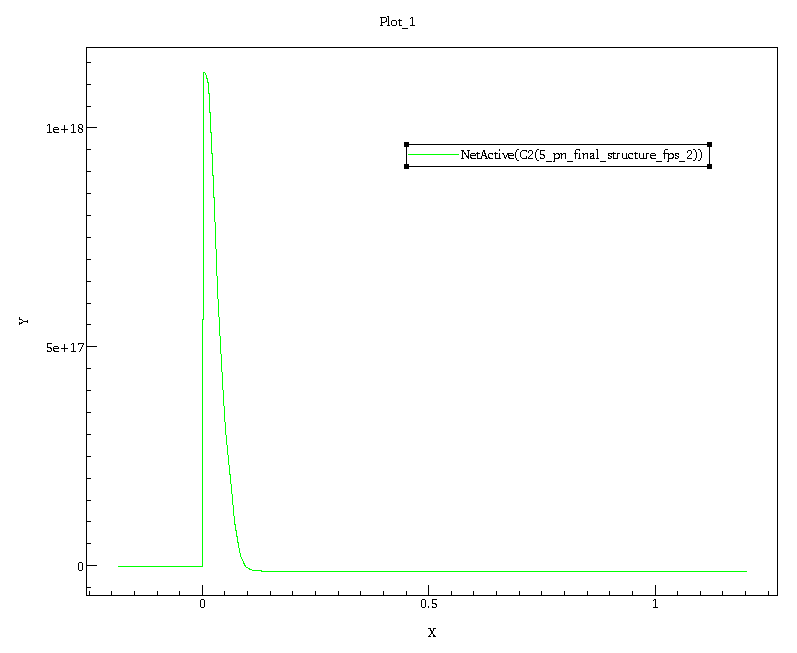 Plot_1
1e+18
NetActive(C2(5_pn_final_structure_fps_2))
Y
5e+17
0
0
0.5
1
X